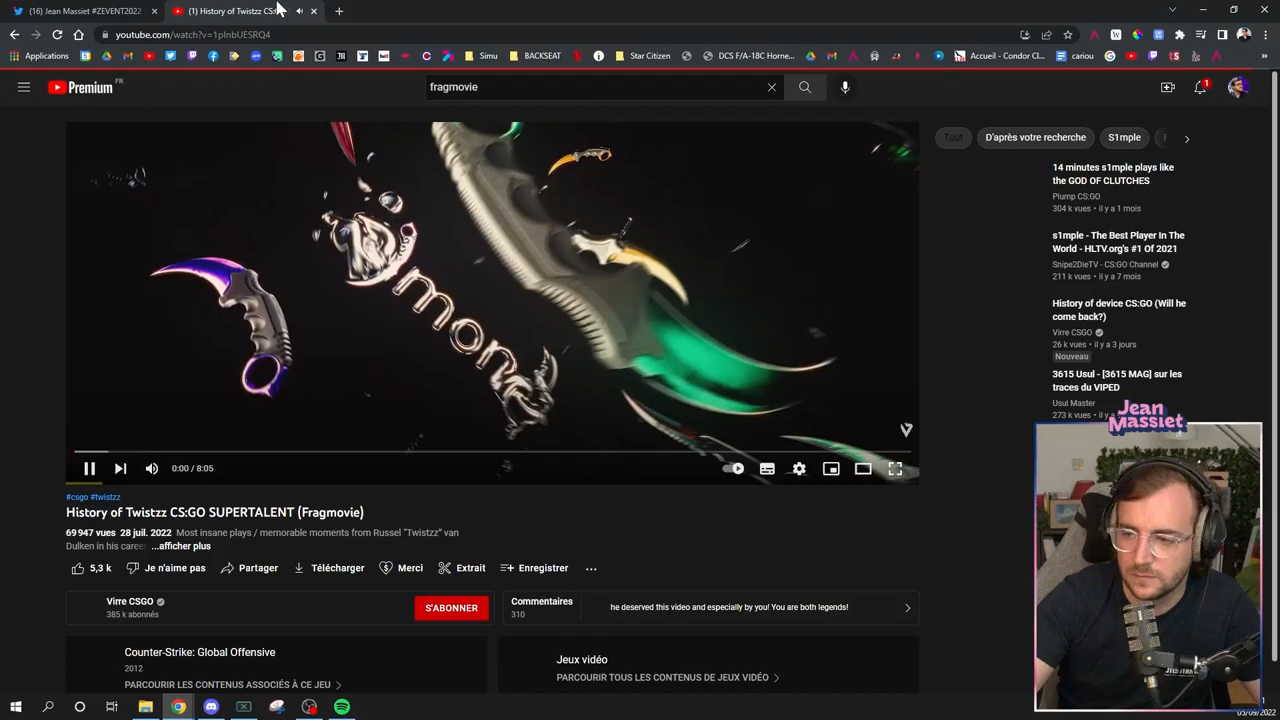 (16) Jean Massiet #ZEVENT2022
(1) History of Twistzz CS:
youtube.com/watch?v=1plnbUESRQ4
Applications
Simu
BACKSEAT
Star Citizen
DCS F/A-18C Horne...
Accueil - Condor Cl...
cariou
Premium FR
fragmovie
1
mon
0:00 / 8:05
#csgo #twistzz
History of Twistzz CS:GO SUPERTALENT (Fragmovie)
69 947 vues 28 juil. 2022 Most insane plays / memorable moments from Russel "Twistzz" van
Dulken in his caree ...afficher plus
5,3 k
Je n'aime pas
Partager
Télécharger
Merci
Extrait
Enregistrer
Virre CSGO
385 k abonnés
S'ABONNER
Commentaires
310
he deserved this video and especially by you! You are both legends!
Counter-Strike: Global Offensive
2012
PARCOURIR LES CONTENUS ASSOCIÉS À CE JEU
Jeux vidéo
PARCOURIR TOUS LES CONTENUS DE JEUX VIDÉO
Tout
D'après votre recherche
S1mple
14 minutes s1mple plays like
the GOD OF CLUTCHES
Plump CS:GO
304 k vues • il y a 1 mois
s1mple - The Best Player In The
World - HLTV.org's #1 Of 2021
Snipe2DieTV - CS:GO Channel
211 k vues • il y a 7 mois
History of device CS:GO (Will he
come back?)
Virre CSGO
26 k vues • il y a 3 jours
Nouveau
3615 Usul - [3615 MAG] sur les
traces du VIPED
Usul Master
273 k vues • il y a
Jean
Massiet
05/09/2022